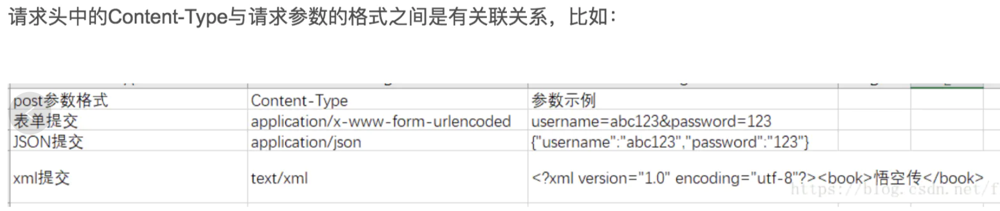 请求头中的Content-Type与请求参数的格式之间是有关联关系，比如：
post参数格式 Content-Type 参数示例
表单提交 application/x-www-form-urlencoded username=abc123&password=123
JSON提交 application/json {"username":"abc123","password":"123"}
xml提交 text/xml <?xml version="1.0" encoding="utf-8"?><book>悟空传</book>
https://blog.csdn.net/f